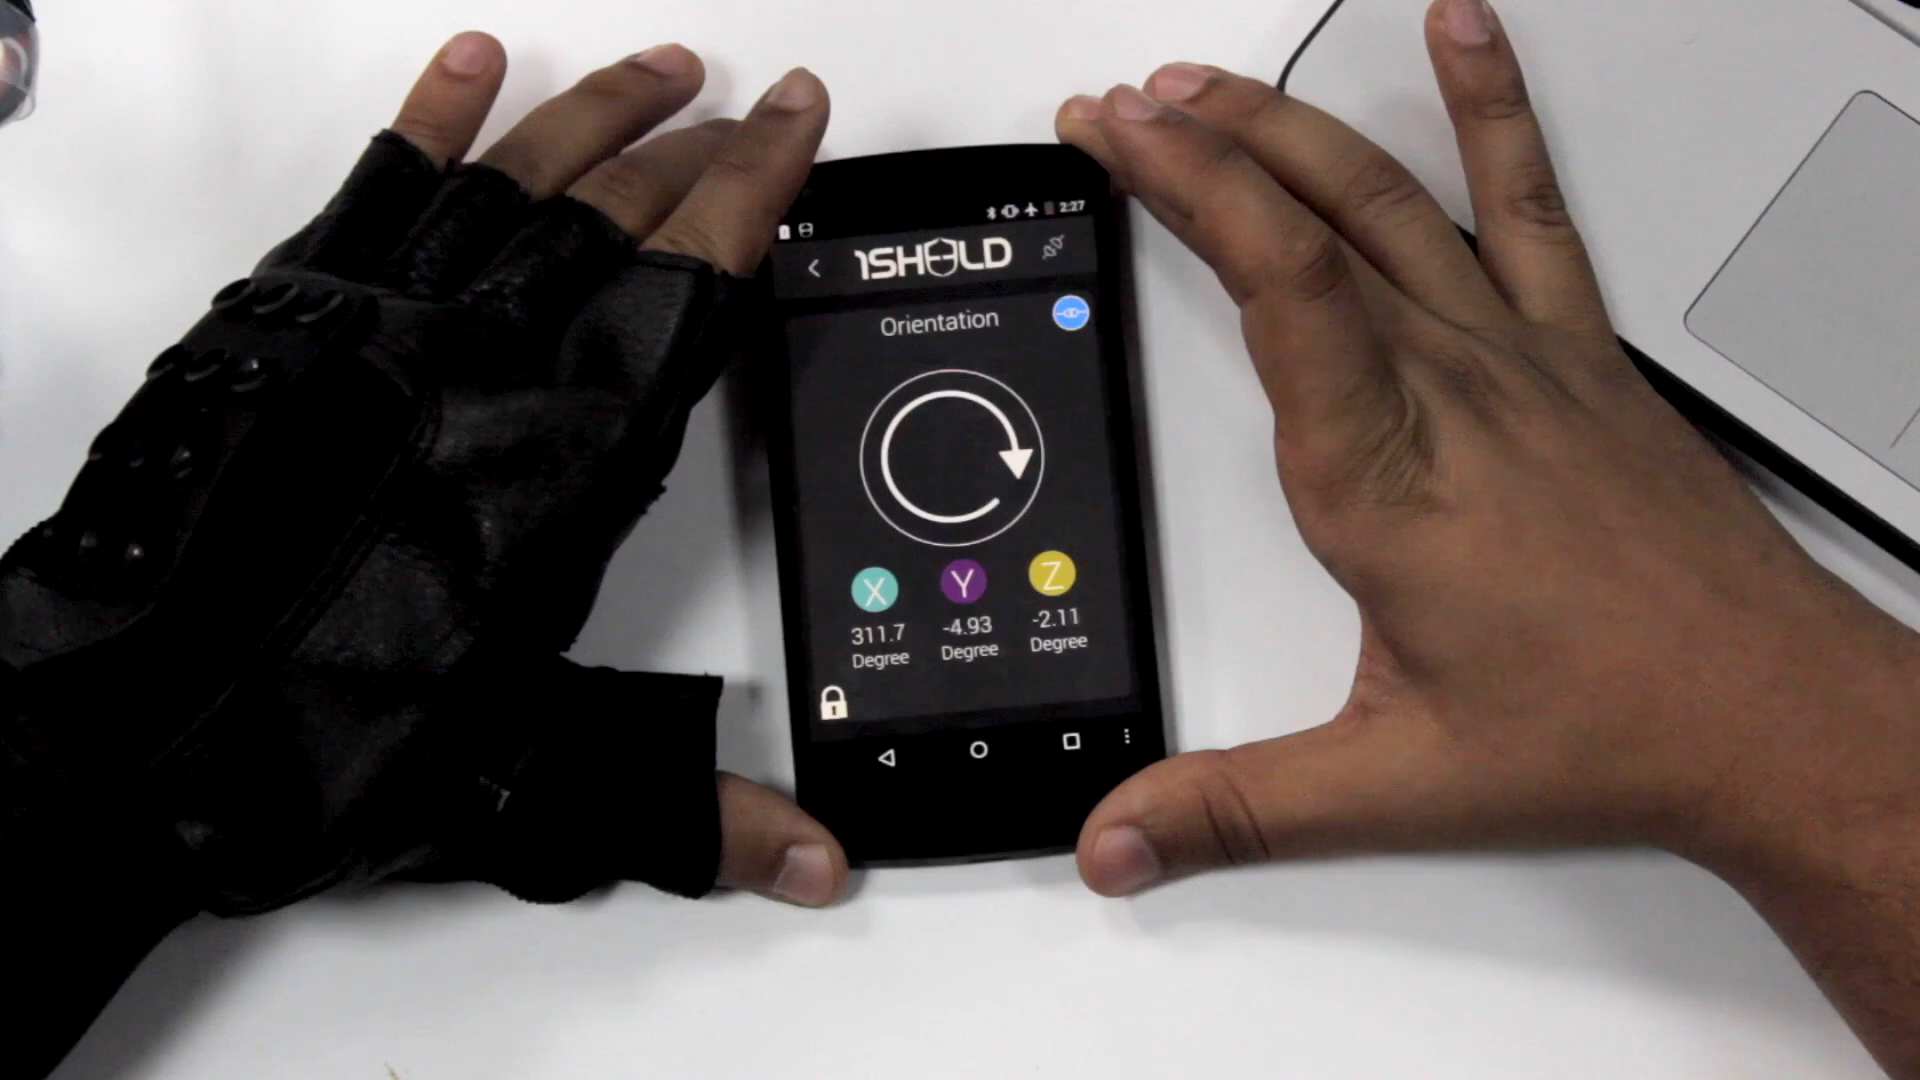 2:27
1SHEELD
Orientation
X Y Z
311.7 -4.93 -2.11
Degree Degree Degree